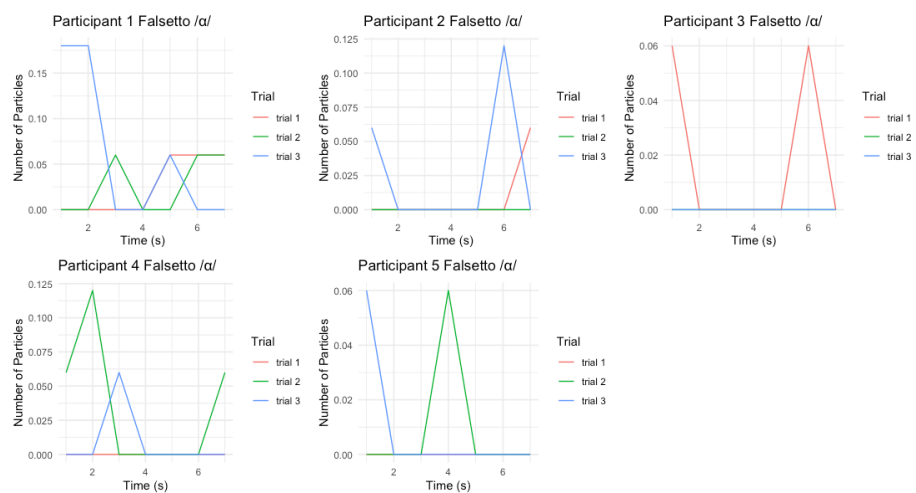 Participant 1 Falsetto /α/
Number of Particles
0.15
0.10
0.05
0.00
2 4 6
Time (s)
Trial
trial 1
trial 2
trial 3
Participant 2 Falsetto /α/
Number of Particles
0.125
0.100
0.075
0.050
0.025
0.000
2 4 6
Time (s)
Trial
trial 1
trial 2
trial 3
Participant 3 Falsetto /α/
Number of Particles
0.06
0.04
0.02
0.00
2 4 6
Time (s)
Trial
trial 1
trial 2
trial 3
Participant 4 Falsetto /α/
Number of Particles
0.125
0.100
0.075
0.050
0.025
0.000
2 4 6
Time (s)
Trial
trial 1
trial 2
trial 3
Participant 5 Falsetto /α/
Number of Particles
0.06
0.04
0.02
0.00
2 4 6
Time (s)
Trial
trial 1
trial 2
trial 3